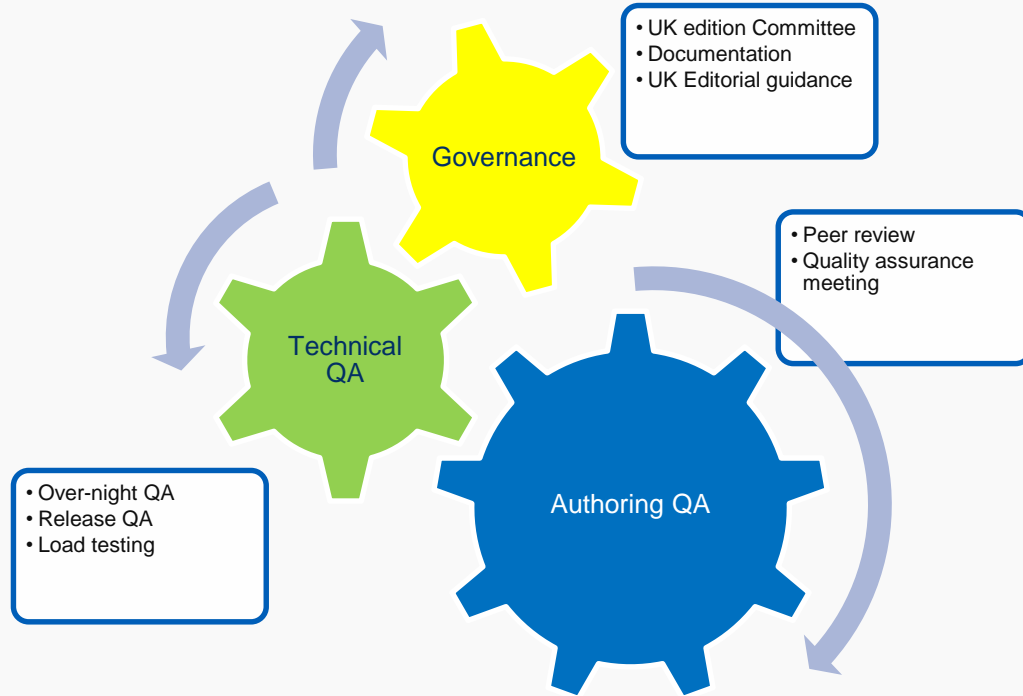 • UK edition Committee
• Documentation
• UK Editorial guidance
Governance
• Peer review
• Quality assurance
meeting
Technical
QA
• Over-night QA
• Release QA
• Load testing
Authoring QA